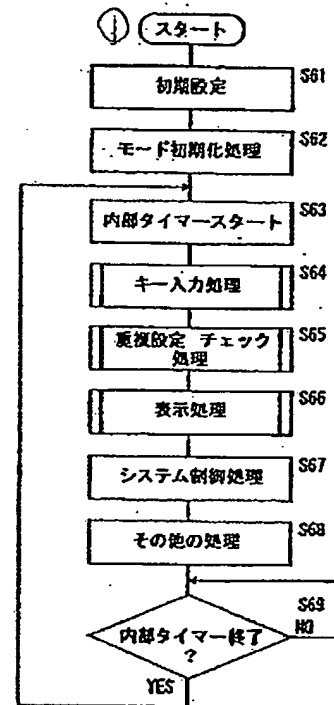 スタート
初期設定 S61
モード初期化処理 S62
内部タイマースタート S63
キー入力処理 S64
重複設定 チェック
処理 S65
表示処理 S66
システム制御処理 S67
その他の処理 S68
内部タイマー終了
? S69
NO
YES